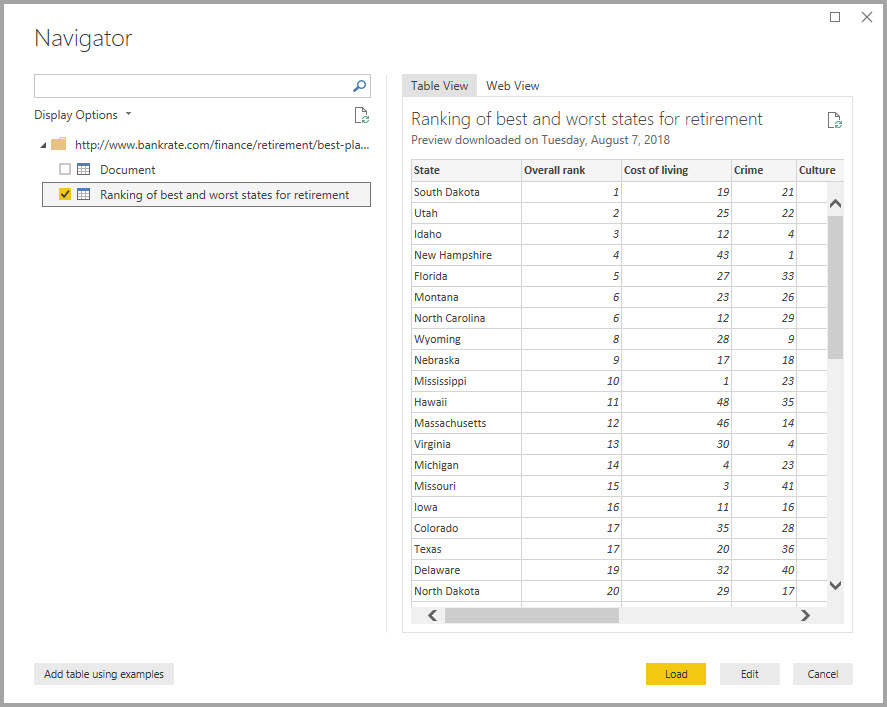 Navigator
Display Options
http://www.bankrate.com/finance/retirement/best-pla...
Document
Ranking of best and worst states for retirement
Table View Web View
Ranking of best and worst states for retirement
Preview downloaded on Tuesday, August 7, 2018
State Overall rank Cost of living Crime Culture
South Dakota 1 19 21
Utah 2 25 22
Idaho 3 12 4
New Hampshire 4 43 1
Florida 5 27 33
Montana 6 23 26
North Carolina 6 12 29
Wyoming 8 28 9
Nebraska 9 17 18
Mississippi 10 1 23
Hawaii 11 48 35
Massachusetts 12 46 14
Virginia 13 30 4
Michigan 14 4 23
Missouri 15 3 41
Iowa 16 11 16
Colorado 17 35 28
Texas 17 20 36
Delaware 19 32 40
North Dakota 20 29 17
Add table using examples
Load Edit Cancel